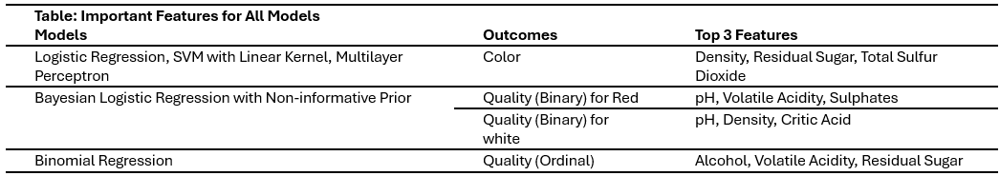 Table: Important Features for All Models
Models Outcomes Top 3 Features
Logistic Regression, SVM with Linear Kernel, Multilayer Perceptron Color Density, Residual Sugar, Total Sulfur Dioxide
Bayesian Logistic Regression with Non-informative Prior Quality (Binary) for Red pH, Volatile Acidity, Sulphates
Quality (Binary) for white pH, Density, Critic Acid
Binomial Regression Quality (Ordinal) Alcohol, Volatile Acidity, Residual Sugar